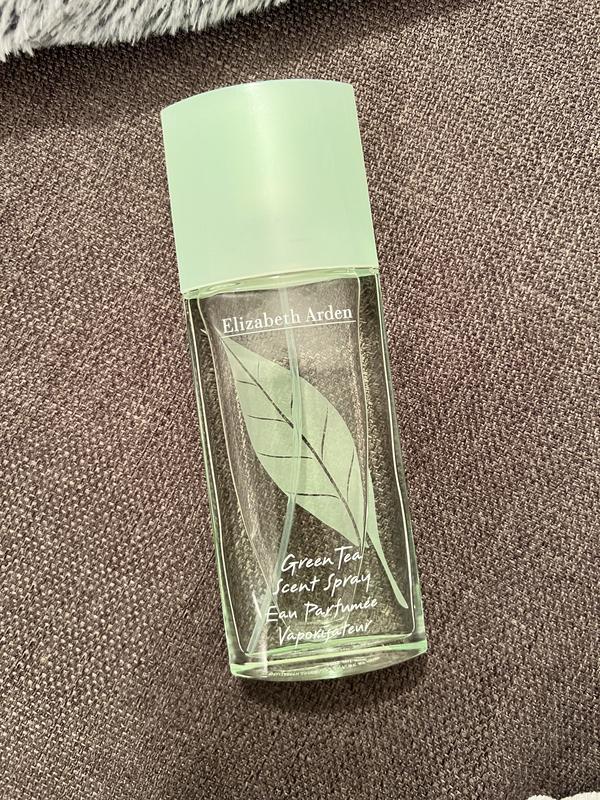 Elizabeth Arden
Green Tea
Scent Spray
Eau Parfumée
Vaporisateur